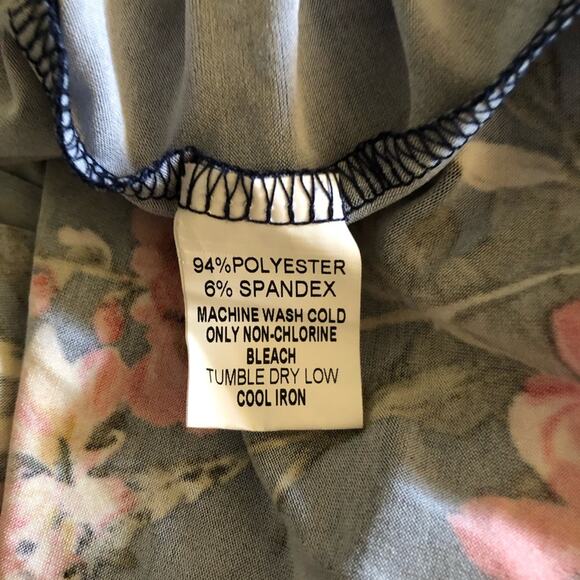 94%POLYESTER
6% SPANDEX
MACHINE WASH COLD
ONLY NON-CHLORINE
BLEACH
TUMBLE DRY LOW
COOL IRON